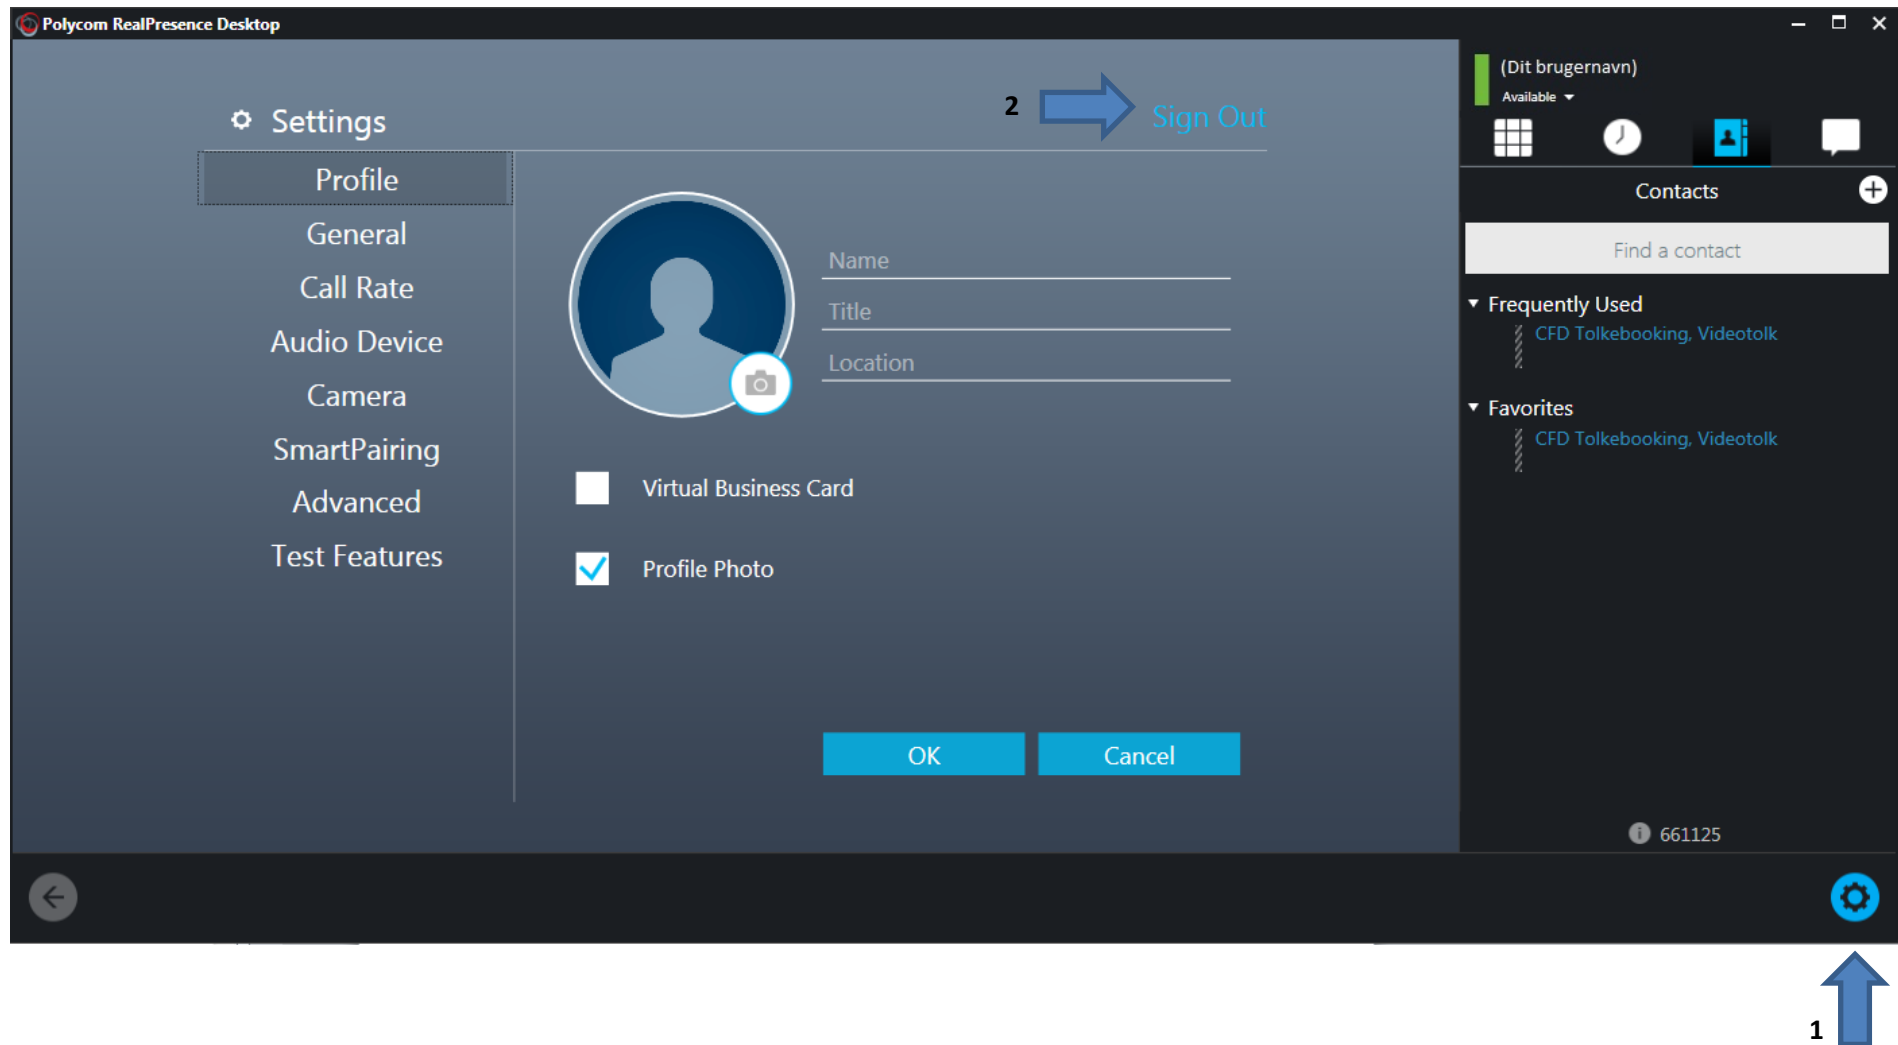 Polycom RealPresence Desktop
(Dit brugernavn)
Available
2
Sign Out
Settings
Profile
General
Call Rate
Audio Device
Camera
SmartPairing
Advanced
Test Features
Name
Title
Location
Virtual Business Card
Profile Photo
OK
Cancel
Contacts
Find a contact
Frequently Used
CFD Tolkebooking, Videotolk
Favorites
CFD Tolkebooking, Videotolk
661125
1